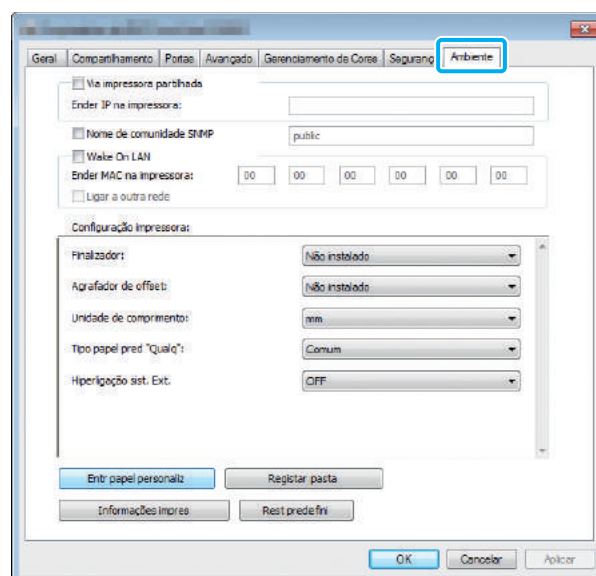 Geral Compartilhamento Portas Avançado Gerenciamento de Cores Seguranç Ambiente
Via impressora partilhada
Ender IP na impressora:
Nome de comunidade SNMP public
Wake On LAN
Ender MAC na impressora: 00 00 00 00 00 00
Ligar a outra rede
Configuração impressora:
Finalizador: Não instalado
Agrafador de offset: Não instalado
Unidade de comprimento: mm
Tipo papel pred "Qualq": Comum
Hiperligação sist. Ext. OFF
Entr papel personaliz Registar pasta
Informações impres Rest predefini
OK Cancelar Aplicar